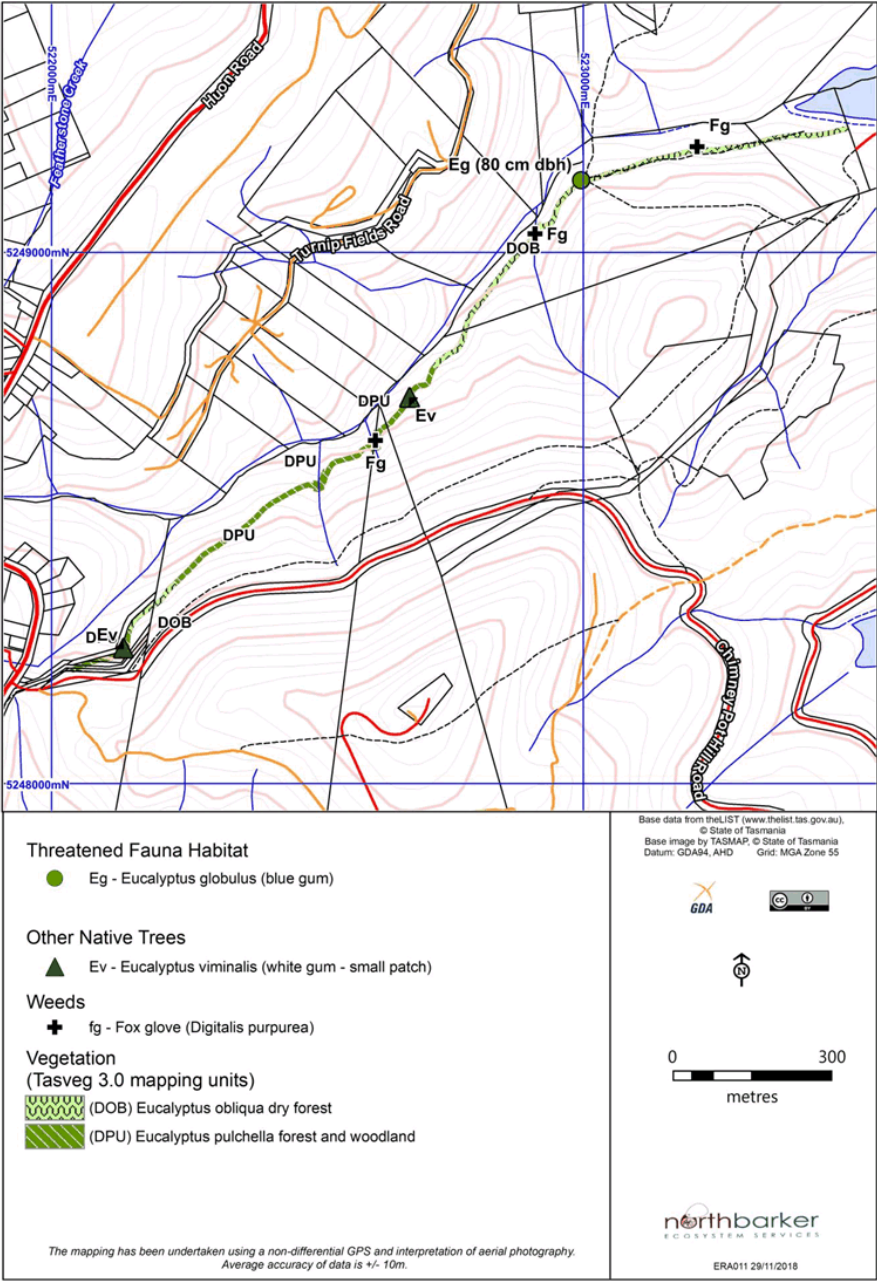 522000mE
523000mE
Huon Road
Featherstone Creek
Fg
Eg (80 cm dbh)
Turnip Fields Road
Fg
DOB
5249000mN
DPU
Ev
DPU
Fg
DPU
DOB
Ev
Chimney Pot Hill Road
5248000mN
Threatened Fauna Habitat
Eg - Eucalyptus globulus (blue gum)
Other Native Trees
Ev - Eucalyptus viminalis (white gum - small patch)
Weeds
fg - Fox glove (Digitalis purpurea)
Vegetation
(Tasveg 3.0 mapping units)
(DOB) Eucalyptus obliqua dry forest
(DPU) Eucalyptus pulchella forest and woodland
The mapping has been undertaken using a non-differential GPS and interpretation of aerial photography.
Average accuracy of data is +/- 10m.
Base data from theLIST (www.thelist.tas.gov.au),
© State of Tasmania
Base image by TASMAP, © State of Tasmania
Datum: GDA94, AHD Grid: MGA Zone 55
GDA
cc
BY
N
0 300
metres
northbarker
ECOSYSTEM SERVICES
ERA011 29/11/2018